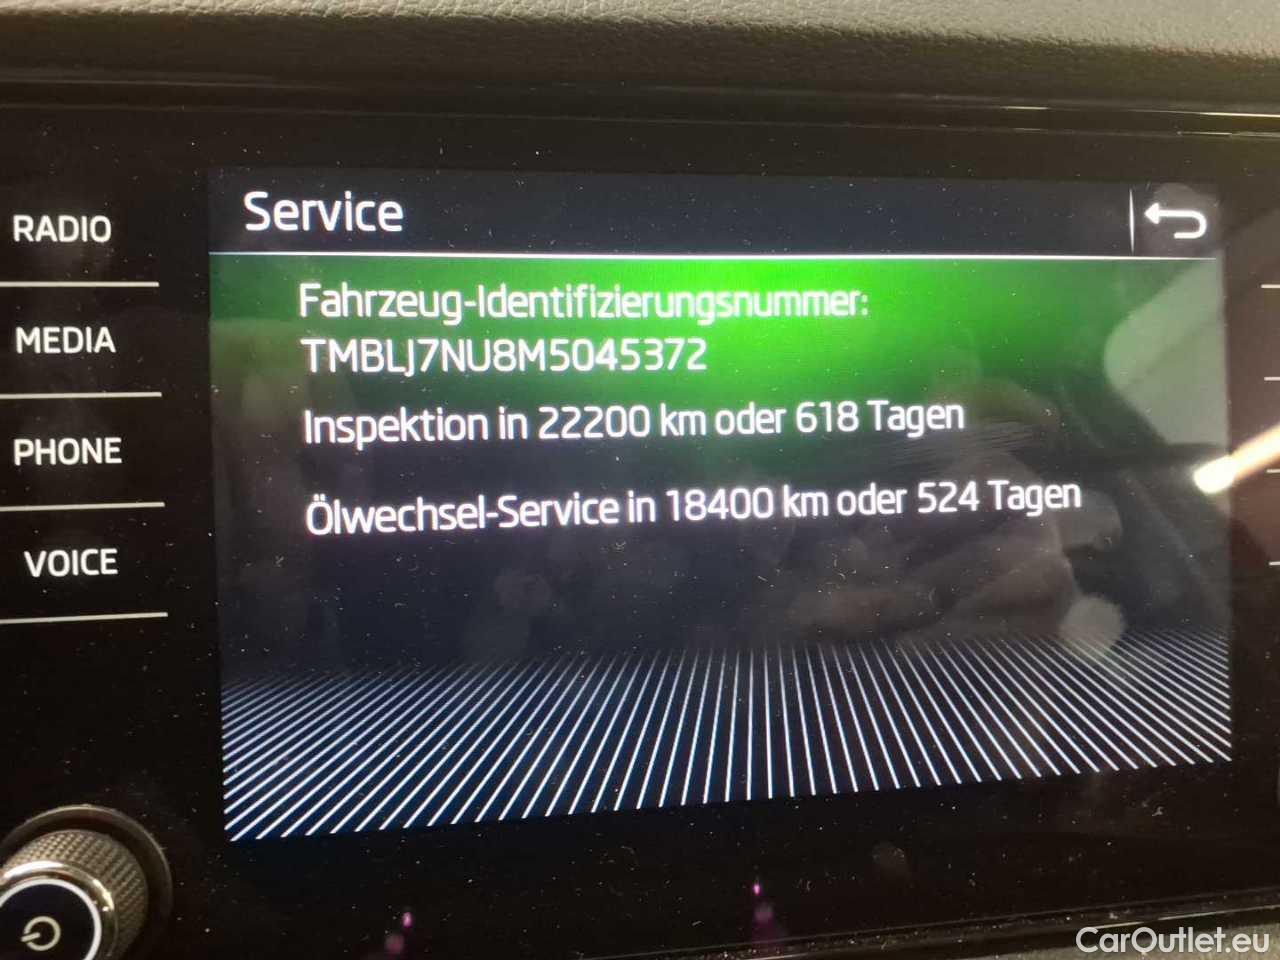 Service
RADIO
MEDIA
PHONE
VOICE
Fahrzeug-Identifizierungsnummer:
TMBLJ7NU8M5045372
Inspektion in 22200 km oder 618 Tagen
Ölwechsel-Service in 18400 km oder 524 Tagen
CarOutlet.eu